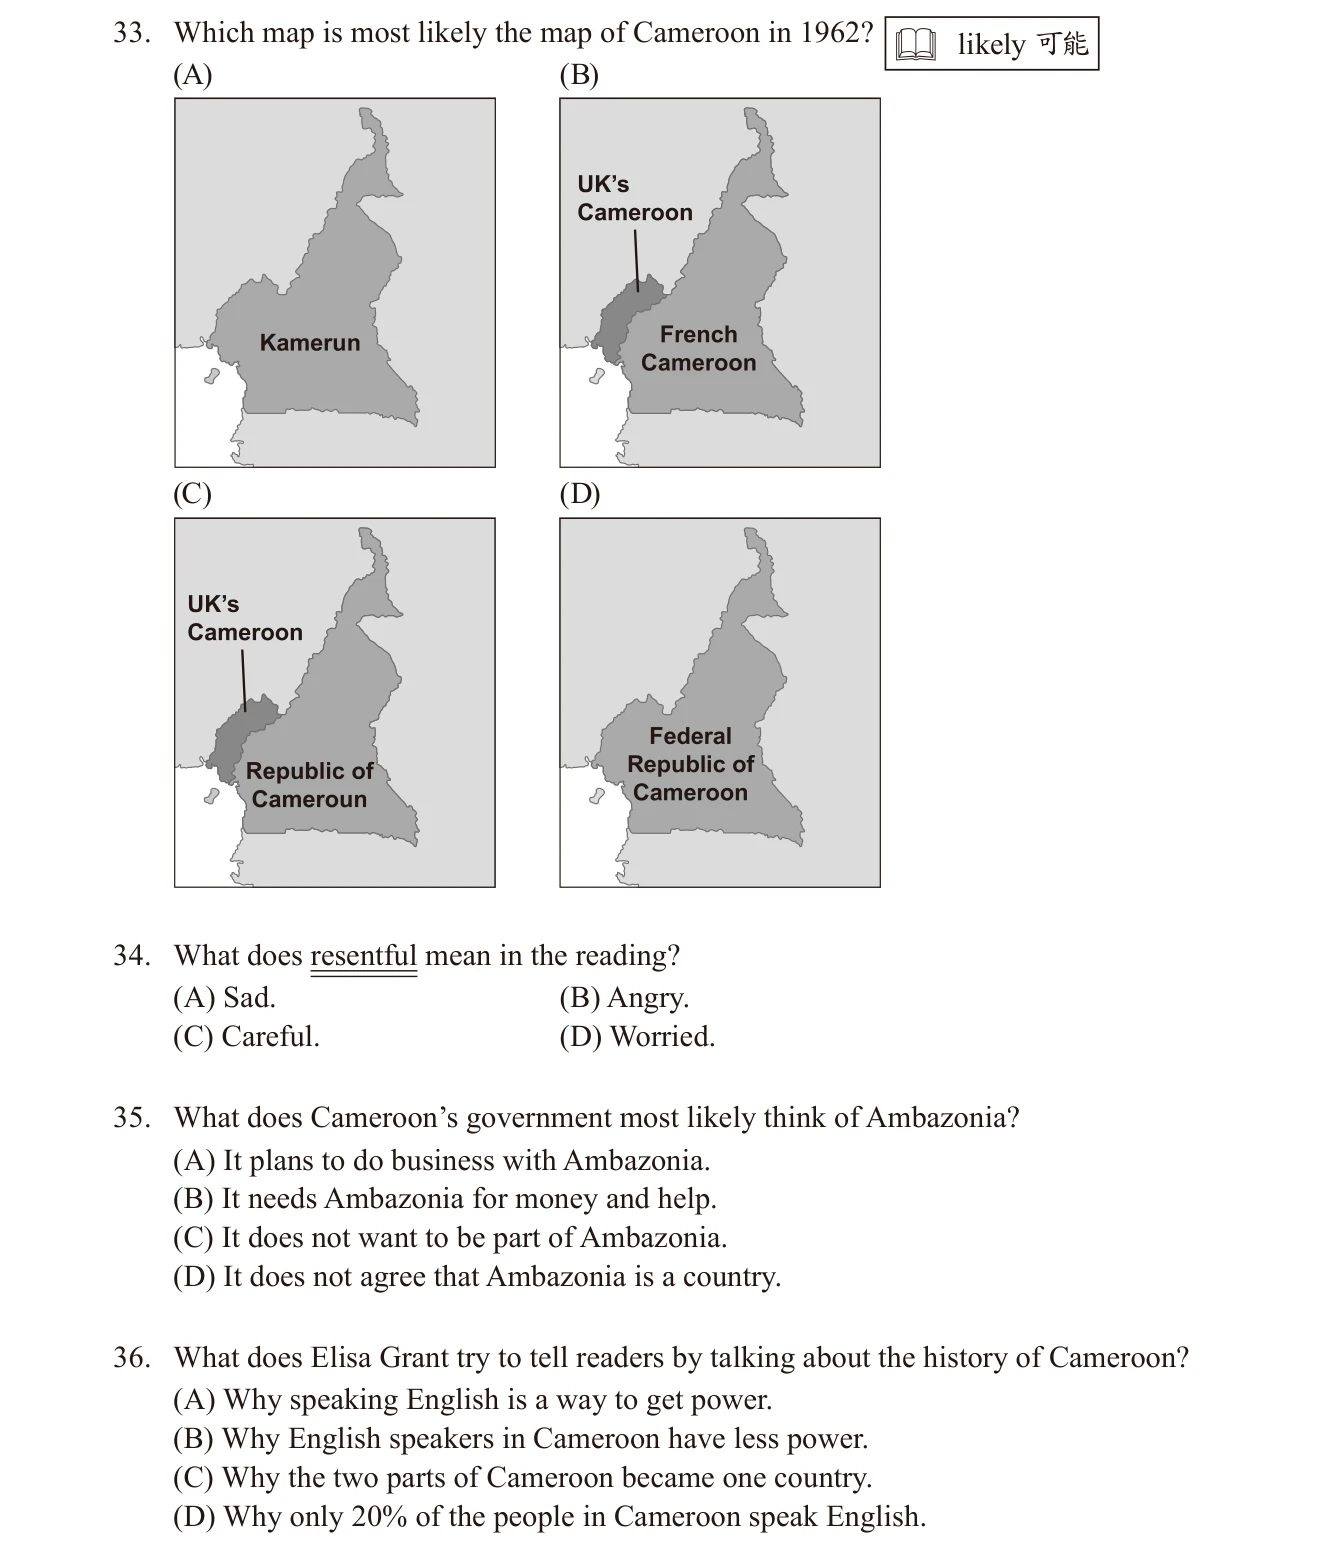 33. Which map is most likely the map of Cameroon in 1962? likely 可能
(A) (B)
Kamerun
UK's
Cameroon
French
Cameroon
(C) (D)
UK's
Cameroon
Republic of
Cameroun
Federal
Republic of
Cameroon
34. What does resentful mean in the reading?
(A) Sad. (B) Angry.
(C) Careful. (D) Worried.
35. What does Cameroon's government most likely think of Ambazonia?
(A) It plans to do business with Ambazonia.
(B) It needs Ambazonia for money and help.
(C) It does not want to be part of Ambazonia.
(D) It does not agree that Ambazonia is a country.
36. What does Elisa Grant try to tell readers by talking about the history of Cameroon?
(A) Why speaking English is a way to get power.
(B) Why English speakers in Cameroon have less power.
(C) Why the two parts of Cameroon became one country.
(D) Why only 20% of the people in Cameroon speak English.